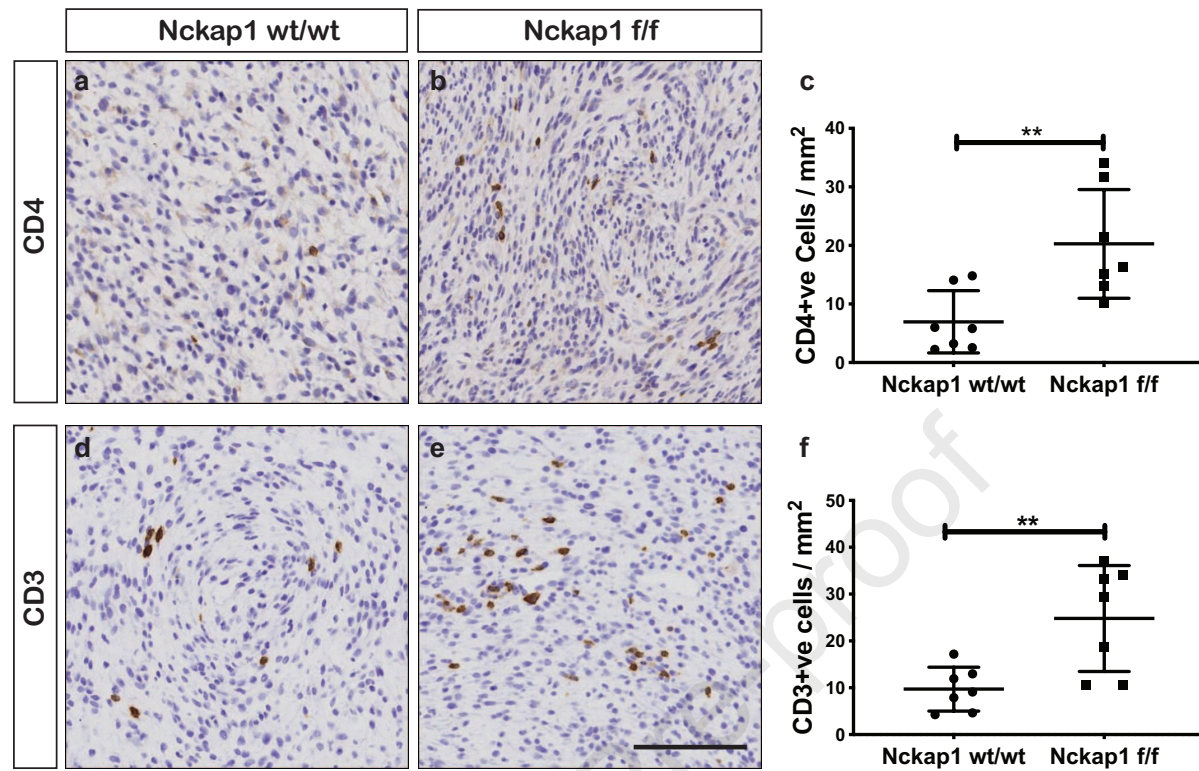 Nckap1 wt/wt
Nckap1 f/f
CD4
a
b
c
CD4+ve Cells / mm2
40
30
20
10
0
**
Nckap1 wt/wt
Nckap1 f/f
CD3
d
e
f
CD3+ve cells / mm2
50
40
30
20
10
0
**
Nckap1 wt/wt
Nckap1 f/f
proof